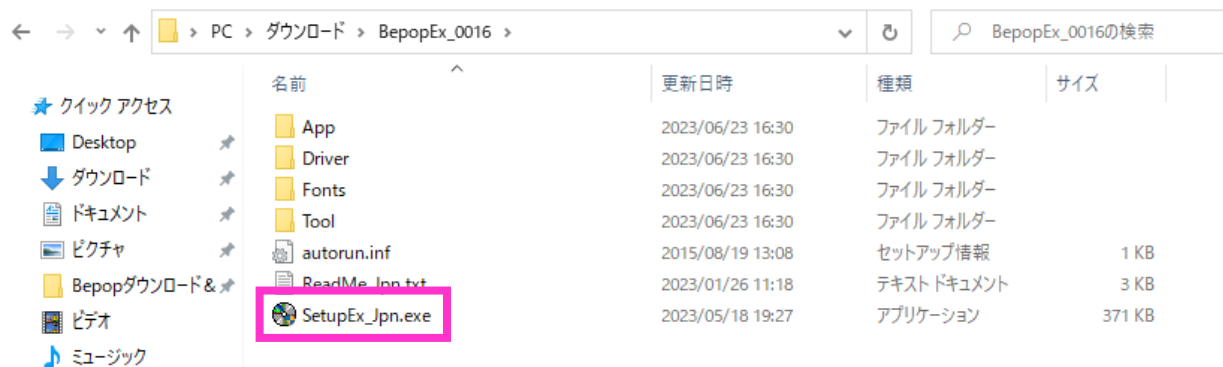 PC > ダウンロード > BepopEx_0016 >
BepopEx_0016の検索
クイック アクセス
Desktop
ダウンロード
ドキュメント
ピクチャ
Bepopダウンロード&
ビデオ
ミュージック
名前 更新日時 種類 サイズ
App 2023/06/23 16:30 ファイル フォルダー
Driver 2023/06/23 16:30 ファイル フォルダー
Fonts 2023/06/23 16:30 ファイル フォルダー
Tool 2023/06/23 16:30 ファイル フォルダー
autorun.inf 2015/08/19 13:08 セットアップ情報 1 KB
ReadMe_Jpn.txt 2023/01/26 11:18 テキスト ドキュメント 3 KB
SetupEx_Jpn.exe 2023/05/18 19:27 アプリケーション 371 KB